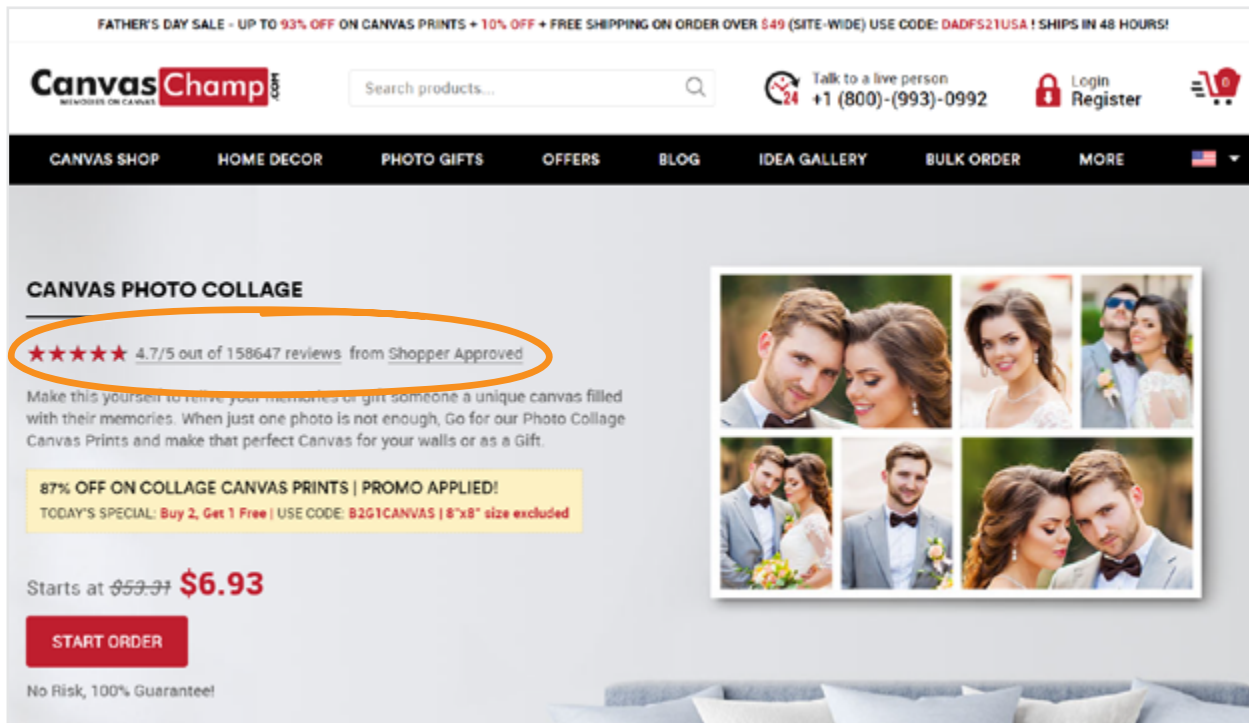 FATHER'S DAY SALE - UP TO 93% OFF ON CANVAS PRINTS + 10% OFF + FREE SHIPPING ON ORDER OVER $49 (SITE-WIDE) USE CODE: DADFS21USA ! SHIPS IN 48 HOURS!
CanvasChamp.COM
MEMORIES ON CANVAS
Search products...
24
Talk to a live person
+1 (800)-(993)-0992
Login
Register
0
CANVAS SHOP HOME DECOR PHOTO GIFTS OFFERS BLOG IDEA GALLERY BULK ORDER MORE
CANVAS PHOTO COLLAGE
★★★★★ 4.7/5 out of 158647 reviews from Shopper Approved
Make this yourself to relive your memories or gift someone a unique canvas filled
with their memories. When just one photo is not enough, Go for our Photo Collage
Canvas Prints and make that perfect Canvas for your walls or as a Gift.
87% OFF ON COLLAGE CANVAS PRINTS | PROMO APPLIED!
TODAY'S SPECIAL: Buy 2, Get 1 Free | USE CODE: B2G1CANVAS | 8"x8" size excluded
Starts at $53.31 $6.93
START ORDER
No Risk, 100% Guarantee!